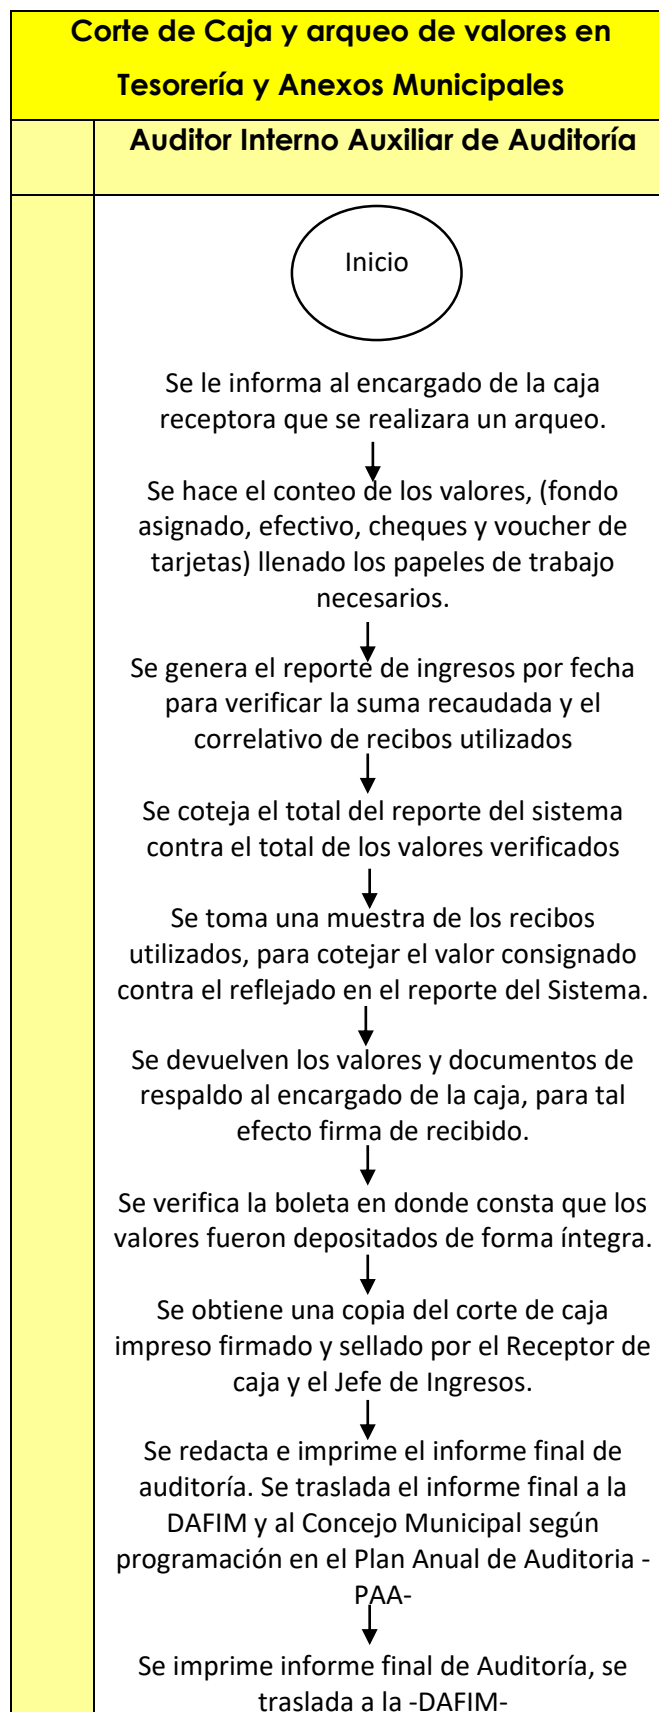 Corte de Caja y arqueo de valores en
Tesorería y Anexos Municipales
Auditor Interno Auxiliar de Auditoría
Inicio
Se le informa al encargado de la caja
receptora que se realizara un arqueo.
Se hace el conteo de los valores, (fondo
asignado, efectivo, cheques y voucher de
tarjetas) llenado los papeles de trabajo
necesarios.
Se genera el reporte de ingresos por fecha
para verificar la suma recaudada y el
correlativo de recibos utilizados
Se coteja el total del reporte del sistema
contra el total de los valores verificados
Se toma una muestra de los recibos
utilizados, para cotejar el valor consignado
contra el reflejado en el reporte del Sistema.
Se devuelven los valores y documentos de
respaldo al encargado de la caja, para tal
efecto firma de recibido.
Se verifica la boleta en donde consta que los
valores fueron depositados de forma íntegra.
Se obtiene una copia del corte de caja
impreso firmado y sellado por el Receptor de
caja y el Jefe de Ingresos.
Se redacta e imprime el informe final de
auditoría. Se traslada el informe final a la
DAFIM y al Concejo Municipal según
programación en el Plan Anual de Auditoria -
PAA-
Se imprime informe final de Auditoría, se
traslada a la -DAFIM-